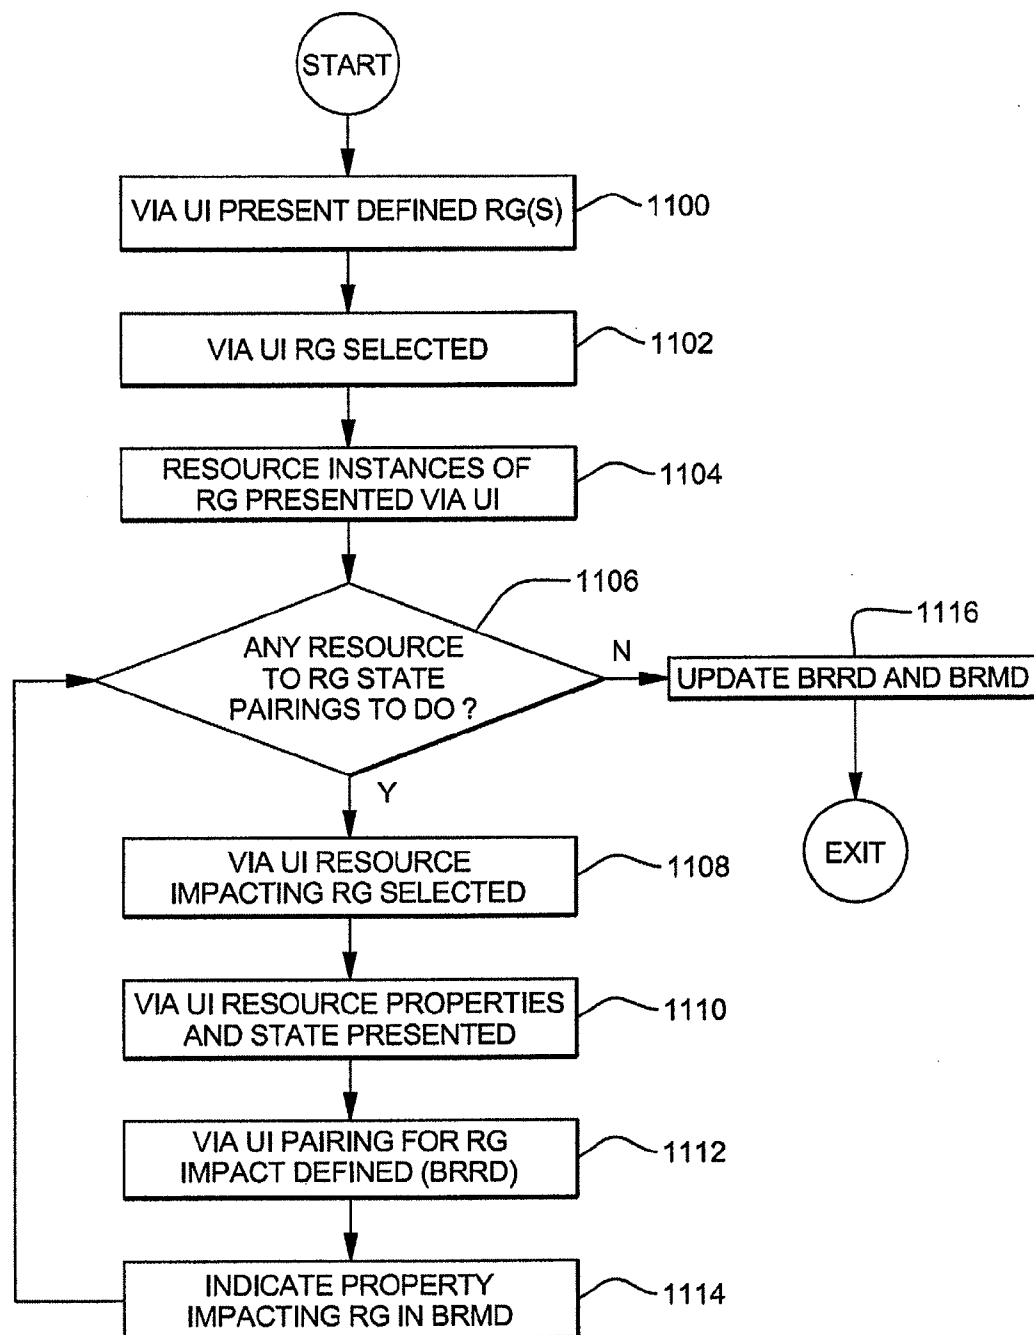 START
VIA UI PRESENT DEFINED RG(S)
1100
VIA UI RG SELECTED
1102
RESOURCE INSTANCES OF
RG PRESENTED VIA UI
1104
1106
ANY RESOURCE
TO RG STATE
PAIRINGS TO DO ?
N
1116
UPDATE BRRD AND BRMD
EXIT
Y
VIA UI RESOURCE
IMPACTING RG SELECTED
1108
VIA UI RESOURCE PROPERTIES
AND STATE PRESENTED
1110
VIA UI PAIRING FOR RG
IMPACT DEFINED (BRRD)
1112
INDICATE PROPERTY
IMPACTING RG IN BRMD
1114